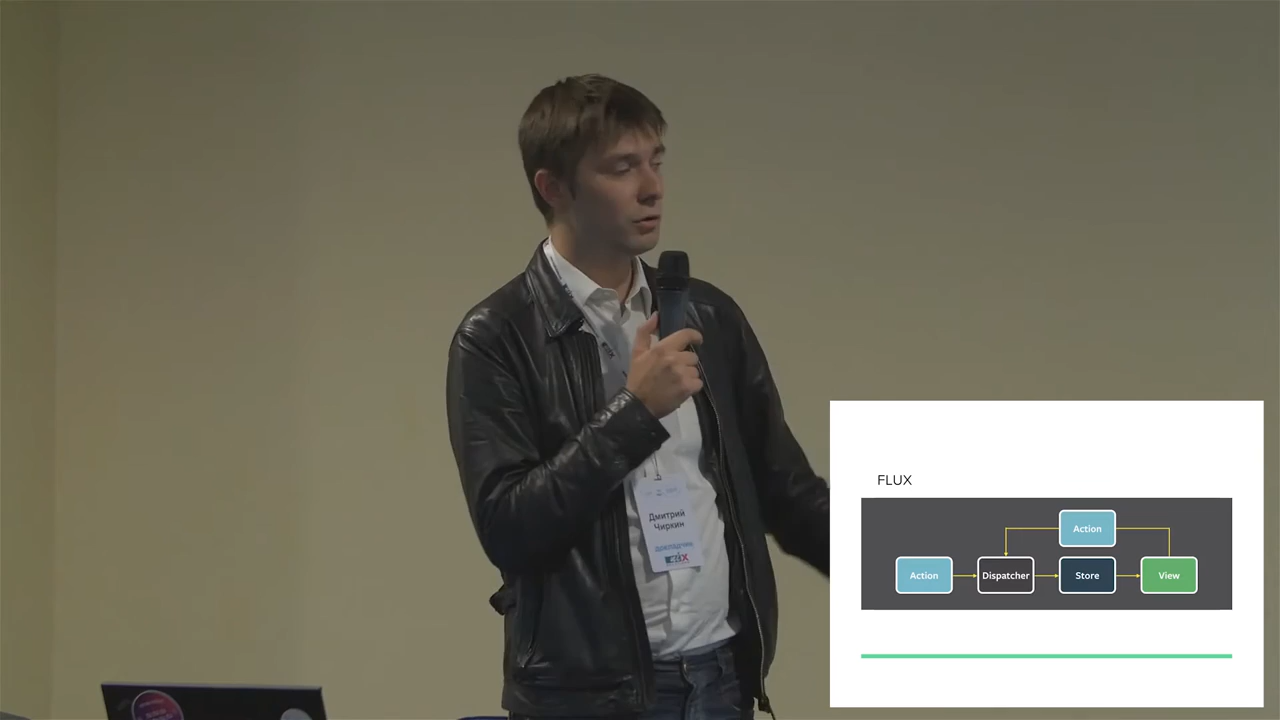 Дмитрий
Чиркин
докладчик
FLUX
Action
Action
Dispatcher
Store
View